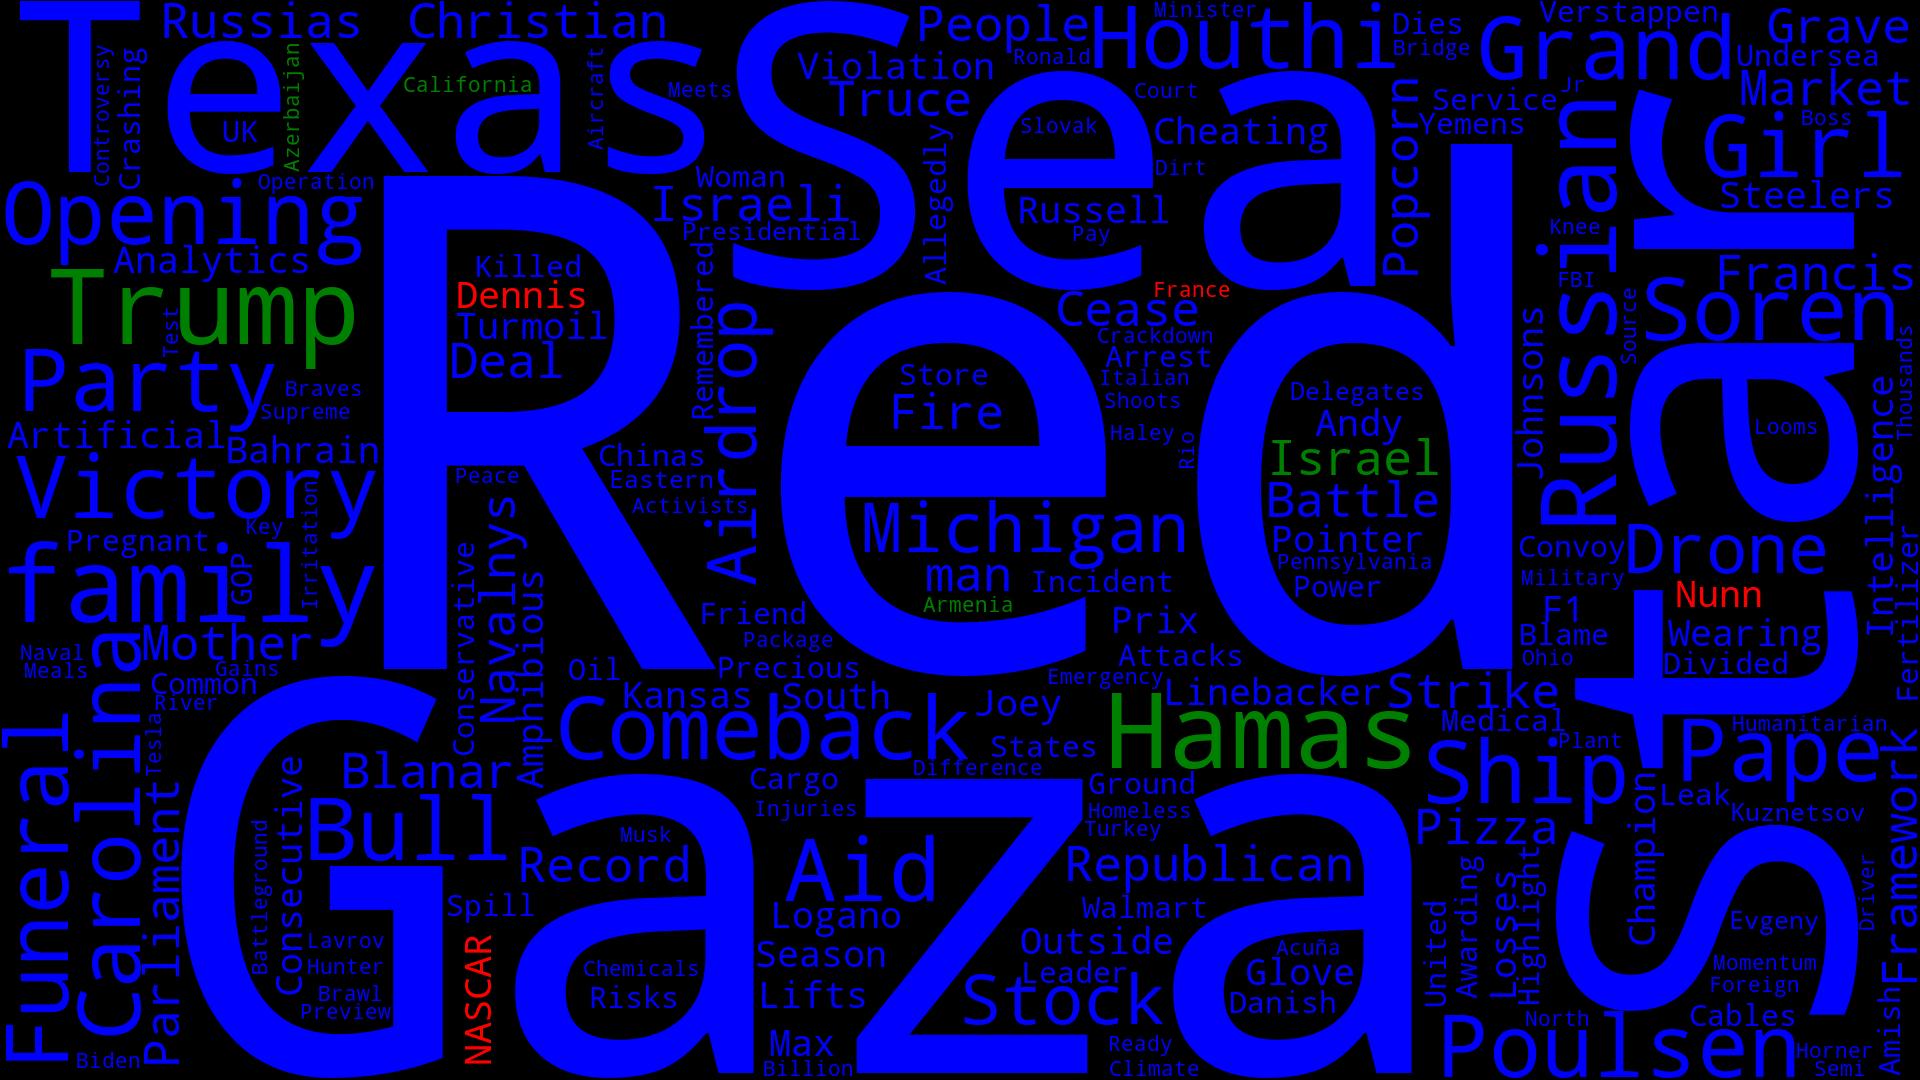 Texas
Sea
Red
Gaza
Star
Russias
Christian
People
Houthi
Minister
Dies
Verstappen
Grand
Grave
Controversy
Crashing
Azerbaijan
California
Aircraft
Meets
Violation
Ronald
Bridge
Undersea
UK
Truce
Court
Service
Jr
Market
Yemens
Boss
Slovak
Cheating
Popcorn
Girl
Allegedly
Dirt
Russian
Operation
Woman
Steelers
Opening
Israeli
Russell
Knee
Presidential
Pay
Analytics
Killed
Remembered
FBI
Francis
Trump
Dennis
France
Cease
Source
Soren
Test
Turmoil
Airdrop
Crackdown
Johnsons
Thousands
Deal
Arrest
Party
Braves
Store
Italian
Delegates
Supreme
Fire
Shoots
Andy
Intelligence
Artificial
Haley
Looms
Bahrain
Chinas
Rio
Israel
Victory
Peace
Eastern
Battle
Irritation
Navalnys
Activists
Key
Michigan
Pointer
Convoy
Drone
Fertilizer
Pregnant
Conservative
Pennsylvania
family
GOP
Amphibious
man
Incident
Power
Military
Nunn
Armenia
F1
Friend
Prix
Blame
Wearing
Naval
Mother
Package
Carolina
Meals
Gains
Oil
Precious
Attacks
Ohio
Divided
Common
Emergency
River
Kansas
South
Linebacker
Strike
Funeral
Tesla
Comeback
Joey
Hamas
Medical
Humanitarian
States
Plant
Pape
Blanar
Difference
Ship
Consecutive
Cargo
Ground
Champion
Leak
Framework
Parliament
Bull
Injuries
Homeless
Kuznetsov
Battleground
Musk
Turkey
Pizza
Record
Aid
Republican
Awarding
Losses
Highlight
Driver
Spill
Walmart
United
Logano
Evgeny
Lavrov
NASCAR
Season
Outside
Acuña
Hunter
Chemicals
Leader
Glove
Momentum
Brawl
Risks
Lifts
Stock
Danish
Foreign
Preview
Amish
North
Cables
Biden
Max
Ready
Poulsen
Horner
Billion
Climate
Semi